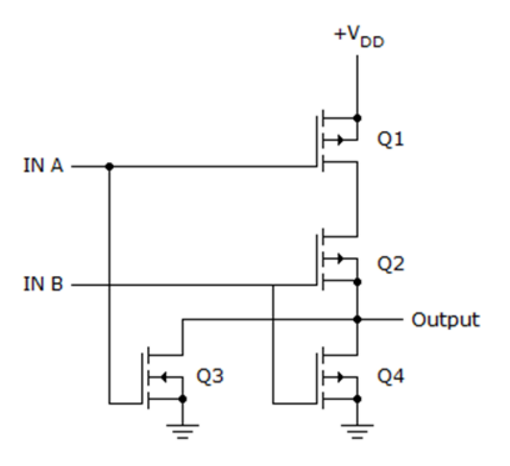 +VDD
Q1
IN A
Q2
IN B
Output
Q3
Q4